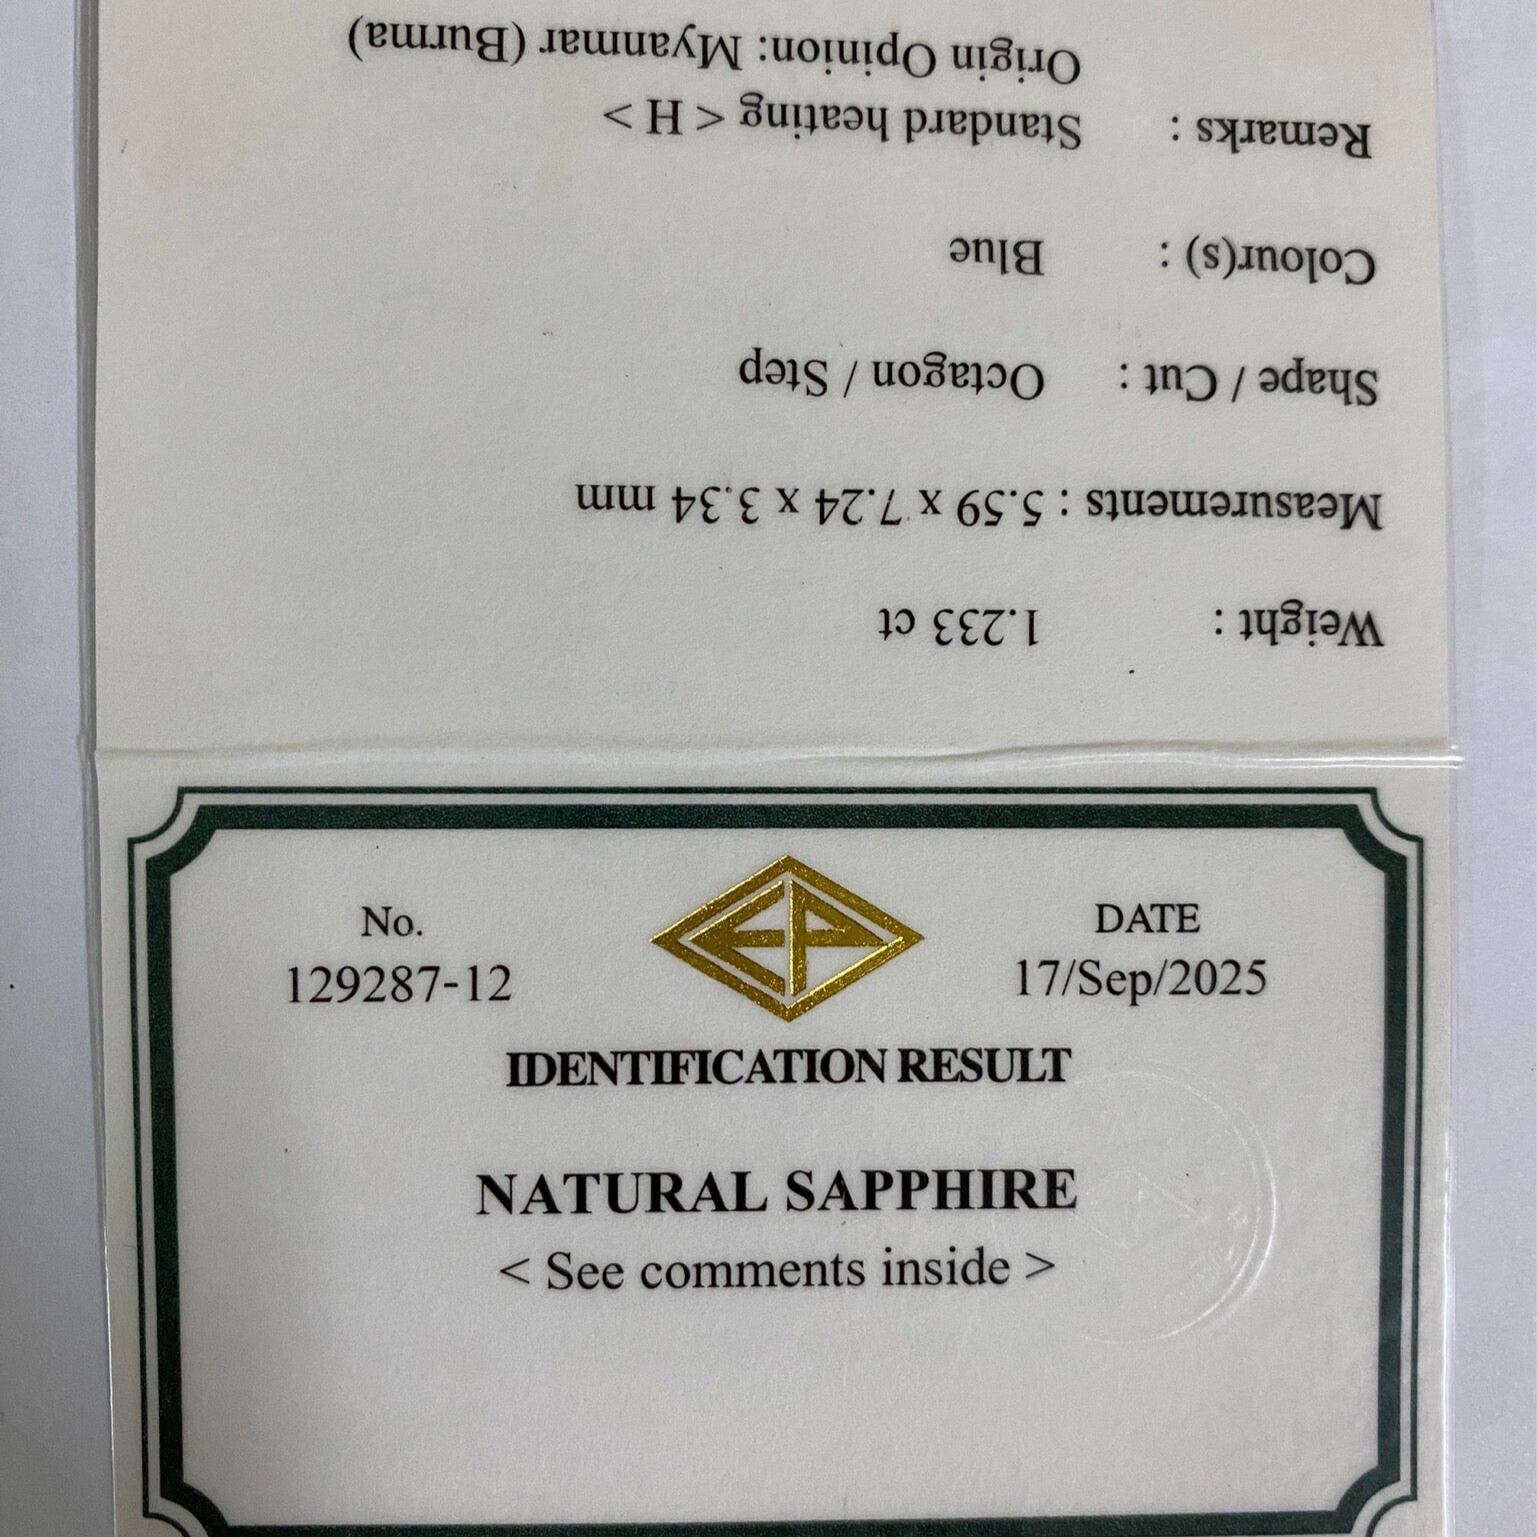 No.
129287-12
EP
DATE
17/Sep/2025
IDENTIFICATION RESULT
NATURAL SAPPHIRE
< See comments inside >
Weight : 1.233 ct
Measurements : 5.59 x 7.24 x 3.34 mm
Shape / Cut : Octagon / Step
Colour(s) : Blue
Remarks : Standard heating < H >
Origin Opinion: Myanmar (Burma)